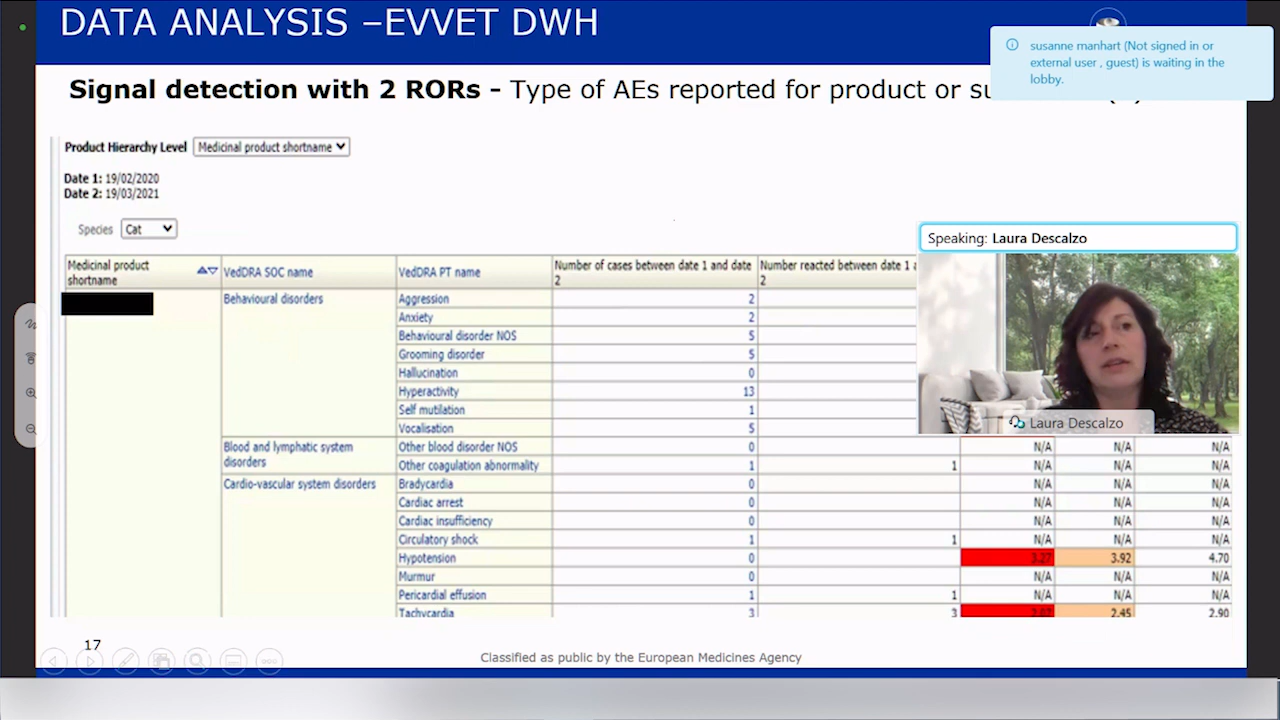 DATA ANALYSIS –EVVET DWH
susanne manhart (Not signed in or
external user , guest) is waiting in the
lobby.
Signal detection with 2 RORs - Type of AEs reported for product or su
Product Hierarchy Level Medicinal product shortname
Date 1: 19/02/2020
Date 2: 19/03/2021
Species Cat
Speaking: Laura Descalzo
Medicinal product
shortname
VedDRA SOC name
VedDRA PT name
Number of cases between date 1 and date
2
Number reacted between date 1 a
2
Behavioural disorders Aggression 2
Anxiety 2
Behavioural disorder NOS 5
Grooming disorder 5
Hallucination 0
Hyperactivity 13
Self mutilation 1
Vocalisation 5
Laura Descalzo
Blood and lymphatic system
disorders
Other blood disorder NOS 0 N/A N/A N/A
Other coagulation abnormality 1 1 N/A N/A N/A
Cardio-vascular system disorders Bradycardia 0 N/A N/A N/A
Cardiac arrest 0 N/A N/A N/A
Cardiac insufficiency 0 N/A N/A N/A
Circulatory shock 1 1 N/A N/A N/A
Hypotension 0 3.27 3.92 4.70
Murmur 0 N/A N/A N/A
Pericardial effusion 1 1 N/A N/A N/A
Tachycardia 3 3 2.45 2.90
17
Classified as public by the European Medicines Agency